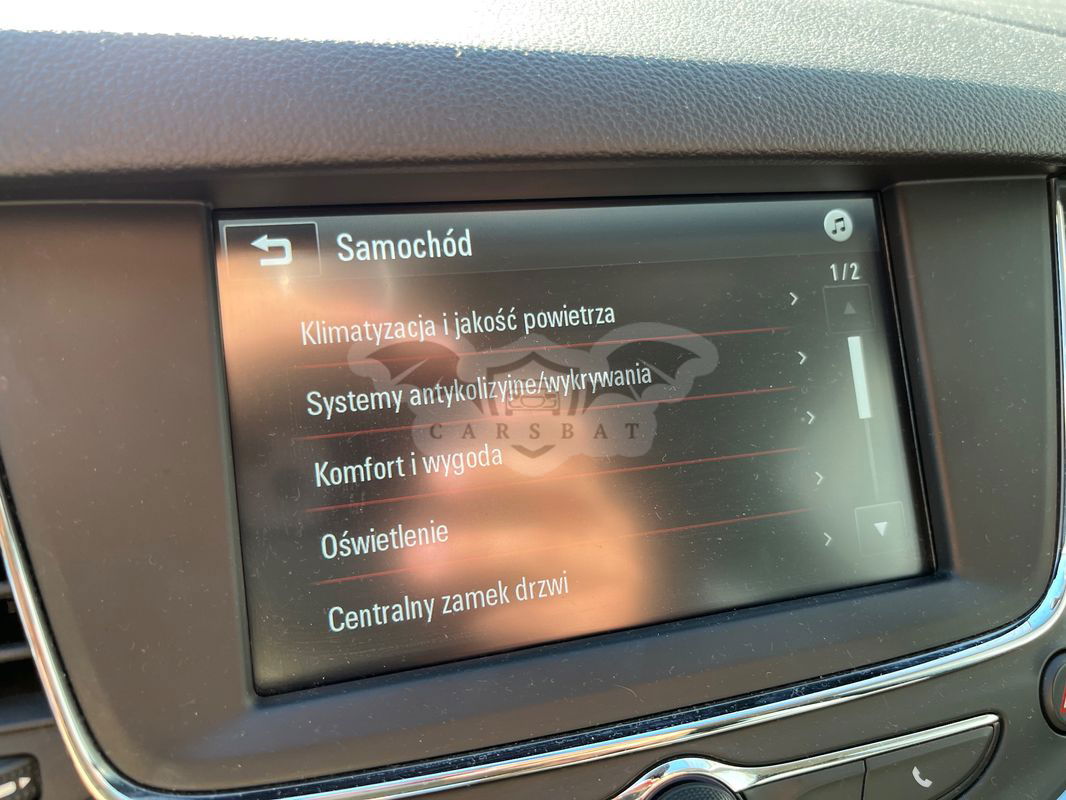 Samochód
1/2
Klimatyzacja i jakość powietrza
Systemy antykolizyjne/wykrywania
CARSBAT
Komfort i wygoda
Oświetlenie
Centralny zamek drzwi